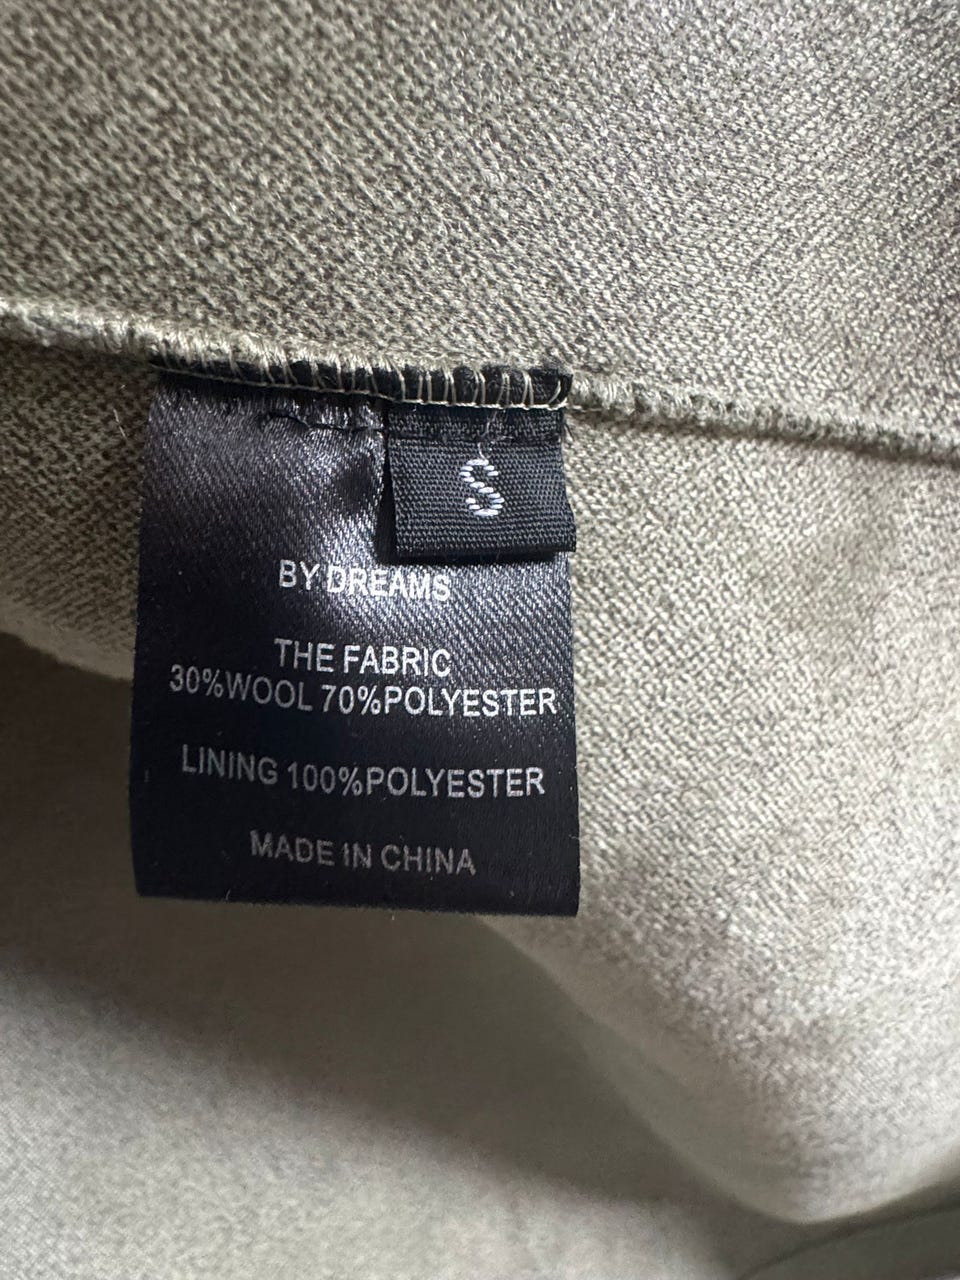 S
BY DREAMS
THE FABRIC
30%WOOL 70%POLYESTER
LINING 100%POLYESTER
MADE IN CHINA